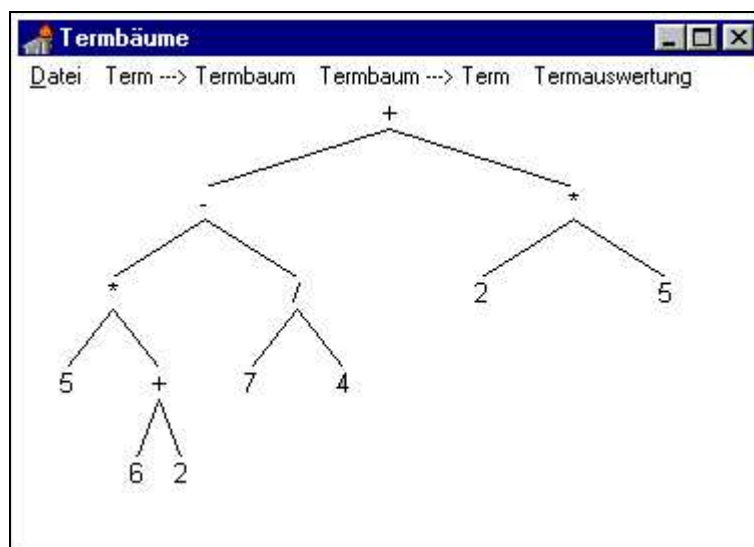 Termbäume
Datei Term ---> Termbaum Termbaum ---> Term Termauswertung
+
- *
* / 2 5
5 + 7 4
6 2